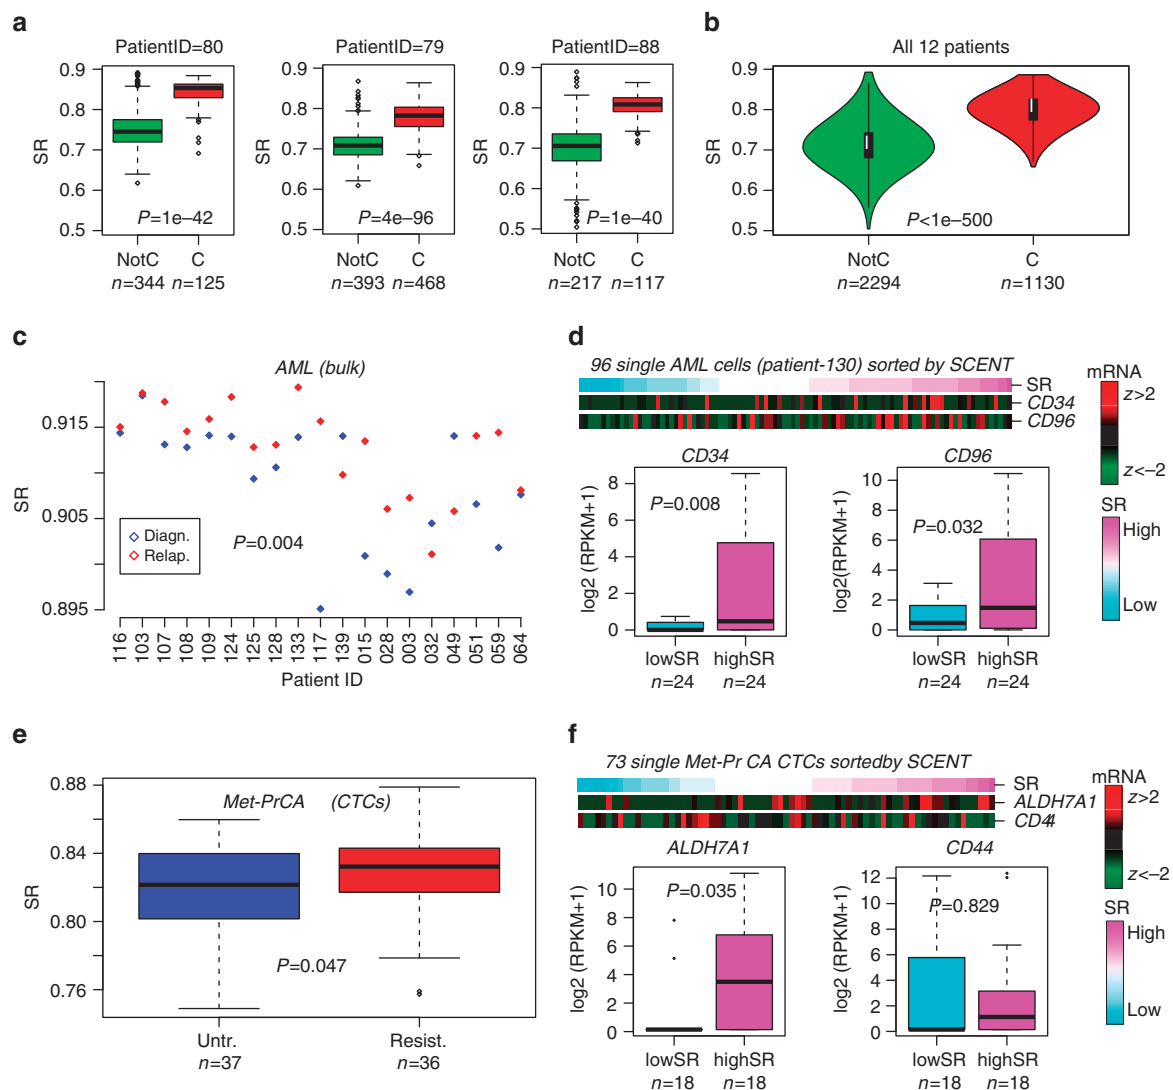 a
PatientID=80
PatientID=79
PatientID=88
SR
0.9
0.8
0.7
0.6
0.5
P=1e–42
NotC C
n=344 n=125
SR
0.9
0.8
0.7
0.6
0.5
P=4e–96
NotC C
n=393 n=468
SR
0.9
0.8
0.7
0.6
0.5
P=1e–40
NotC C
n=217 n=117
b
All 12 patients
SR
0.9
0.8
0.7
0.6
0.5
P<1e–500
NotC C
n=2294 n=1130
c
AML (bulk)
SR
0.915
0.905
0.895
Diagn.
Relap.
P=0.004
116 103 107 108 109 124 125 128 133 117 139 015 028 003 032 049 051 059 064
Patient ID
d
96 single AML cells (patient-130) sorted by SCENT
SR
CD34
CD96
mRNA
z>2
z<–2
SR
High
Low
CD34
log2 (RPKM+1)
8
6
4
2
0
P=0.008
lowSR highSR
n=24 n=24
CD96
log2(RPKM+1)
10
8
6
4
2
0
P=0.032
lowSR highSR
n=24 n=24
e
Met-PrCA (CTCs)
SR
0.88
0.84
0.80
0.76
P=0.047
Untr. Resist.
n=37 n=36
f
73 single Met-Pr CA CTCs sortedby SCENT
SR
ALDH7A1
CD44
mRNA
z>2
z<–2
SR
High
Low
ALDH7A1
log2 (RPKM+1)
10
8
6
4
2
0
P=0.035
lowSR highSR
n=18 n=18
CD44
log2 (RPKM+1)
12
10
8
6
4
2
0
P=0.829
lowSR highSR
n=18 n=18